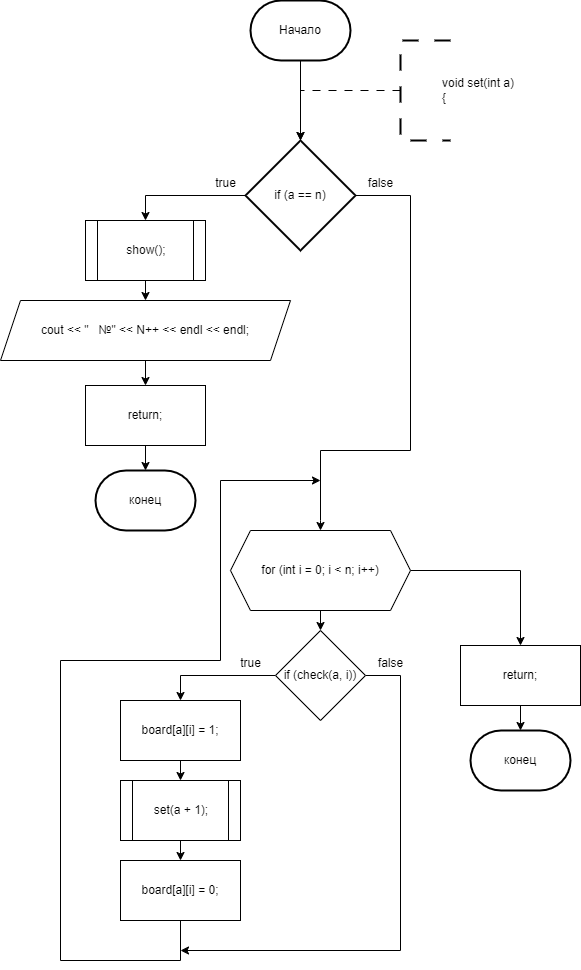 Начало
void set(int a)
{
if (a == n)
true
false
show();
cout << "   №" << N++ << endl << endl;
return;
конец
for (int i = 0; i < n; i++)
if (check(a, i))
true
false
board[a][i] = 1;
set(a + 1);
board[a][i] = 0;
return;
конец